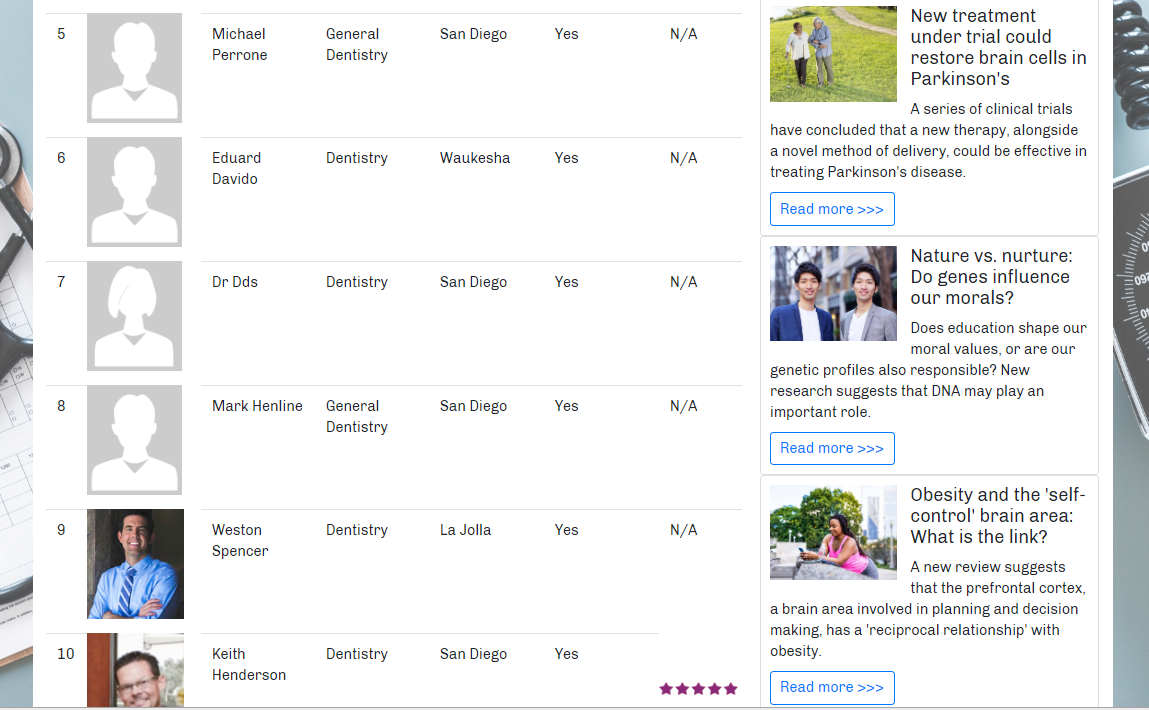 5
Michael
Perrone
General
Dentistry
San Diego
Yes
N/A
6
Eduard
Davido
Dentistry
Waukesha
Yes
N/A
7
Dr Dds
Dentistry
San Diego
Yes
N/A
8
Mark Henline
General
Dentistry
San Diego
Yes
N/A
9
Weston
Spencer
Dentistry
La Jolla
Yes
N/A
10
Keith
Henderson
Dentistry
San Diego
Yes
New treatment
under trial could
restore brain cells in
Parkinson's
A series of clinical trials
have concluded that a new therapy, alongside
a novel method of delivery, could be effective in
treating Parkinson's disease.
Read more >>>
Nature vs. nurture:
Do genes influence
our morals?
Does education shape our
moral values, or are our
genetic profiles also responsible? New
research suggests that DNA may play an
important role.
Read more >>>
Obesity and the 'self-
control' brain area:
What is the link?
A new review suggests
that the prefrontal cortex,
a brain area involved in planning and decision
making, has a 'reciprocal relationship' with
obesity.
Read more >>>